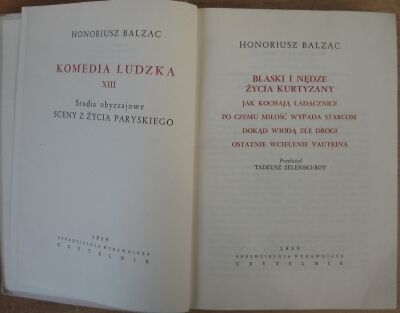 HONORIUSZ BALZAC
KOMEDIA LUDZKA
XIII
Studia obyczajowe
SCENY Z ŻYCIA PARYSKIEGO
1959
SPÓŁDZIELNIA WYDAWNICZA
CZYTELNIK
HONORIUSZ BALZAC
BLASKI I NĘDZE
ŻYCIA KURTYZANY
JAK KOCHAJĄ LADACZNICE
PO CZEMU MIŁOŚĆ WYPADA STARCOM
DOKĄD WIODĄ ZŁE DROGI
OSTATNIE WCIELENIE VAUTRINA
Przełożył
TADEUSZ ŻELEŃSKI-BOY
1959
SPÓŁDZIELNIA WYDAWNICZA
CZYTELNIK